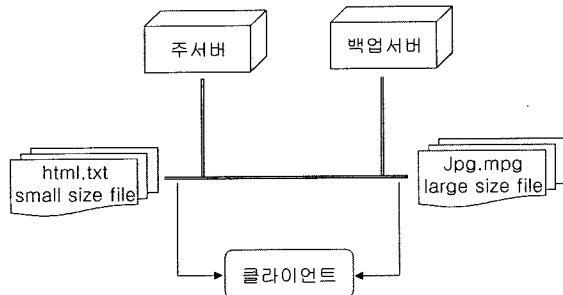 주서버
백업서버
html.txt
small size file
Jpg.mpg
large size file
클라이언트